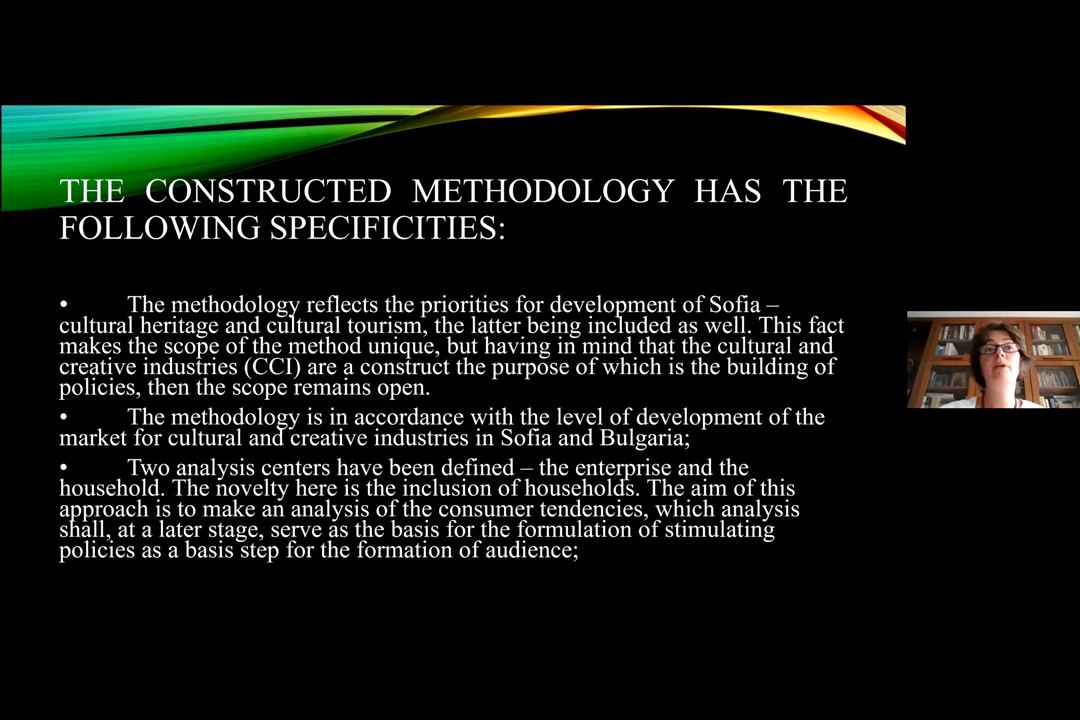 THE CONSTRUCTED METHODOLOGY HAS THE
FOLLOWING SPECIFICITIES:
• The methodology reflects the priorities for development of Sofia –
cultural heritage and cultural tourism, the latter being included as well. This fact
makes the scope of the method unique, but having in mind that the cultural and
creative industries (CCI) are a construct the purpose of which is the building of
policies, then the scope remains open.
• The methodology is in accordance with the level of development of the
market for cultural and creative industries in Sofia and Bulgaria;
• Two analysis centers have been defined – the enterprise and the
household. The novelty here is the inclusion of households. The aim of this
approach is to make an analysis of the consumer tendencies, which analysis
shall, at a later stage, serve as the basis for the formulation of stimulating
policies as a basis step for the formation of audience;